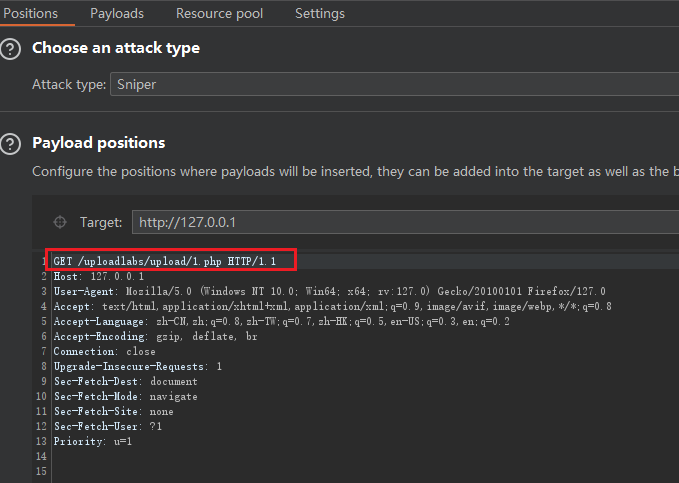 Positions Payloads Resource pool Settings
Choose an attack type
Attack type: Sniper
Payload positions
Configure the positions where payloads will be inserted, they can be added into the target as well as the b
Target: http://127.0.0.1
1 GET /uploadlabs/upload/1.php HTTP/1.1
2 Host: 127.0.0.1
3 User-Agent: Mozilla/5.0 (Windows NT 10.0; Win64; x64; rv:127.0) Gecko/20100101 Firefox/127.0
4 Accept: text/html,application/xhtml+xml,application/xml;q=0.9,image/avif,image/webp,*/*;q=0.8
5 Accept-Language: zh-CN,zh;q=0.8,zh-TW;q=0.7,zh-HK;q=0.5,en-US;q=0.3,en;q=0.2
6 Accept-Encoding: gzip, deflate, br
7 Connection: close
8 Upgrade-Insecure-Requests: 1
9 Sec-Fetch-Dest: document
10 Sec-Fetch-Mode: navigate
11 Sec-Fetch-Site: none
12 Sec-Fetch-User: ?1
13 Priority: u=1
14
15